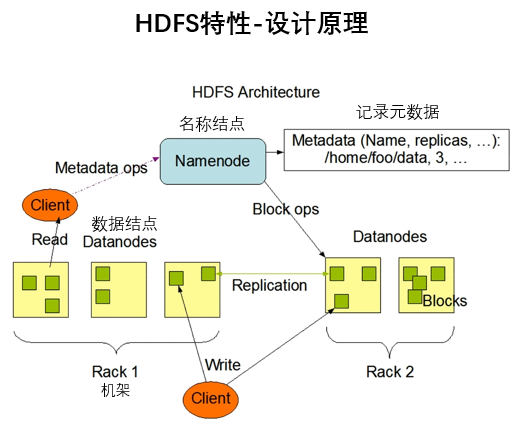 HDFS特性-设计原理
HDFS Architecture
名称结点
记录元数据
Namenode
Metadata (Name, replicas, ...):
/home/foo/data, 3, ...
Metadata ops
Client
Block ops
Read
数据结点
Datanodes
Datanodes
Replication
Blocks
Rack 1
机架
Write
Rack 2
Client